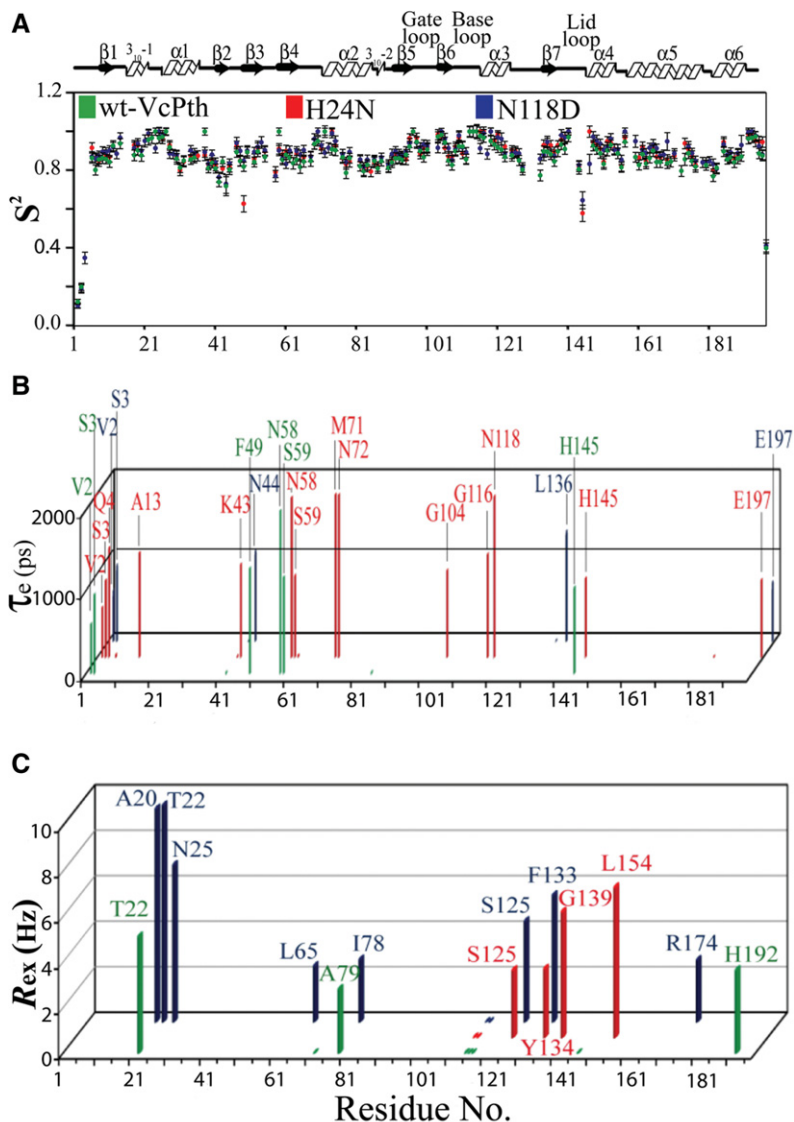 A
Gate loop
Base loop
Lid loop
β1 3₁₀-1 α1 β2 β3 β4 α2 3₁₀-2 β5 β6 α3 β7 α4 α5 α6
wt-VcPth H24N N118D
S²
1.2
0.8
0.4
0.0
1 21 41 61 81 101 121 141 161 181
B
S3 V2 S3 V2 Q4 S3 V2 A13 K43 F49 N44 N58 S59 N58 S59 M71 N72 G104 G116 N118 L136 H145 H145 E197 E197
τe (ps)
2000
1000
0
1 21 41 61 81 101 121 141 161 181
C
A20 T22 N25 T22 L65 A79 I78 S125 S125 F133 Y134 G139 L154 R174 H192
Rex (Hz)
10
8
6
4
2
0
1 21 41 61 81 101 121 141 161 181
Residue No.